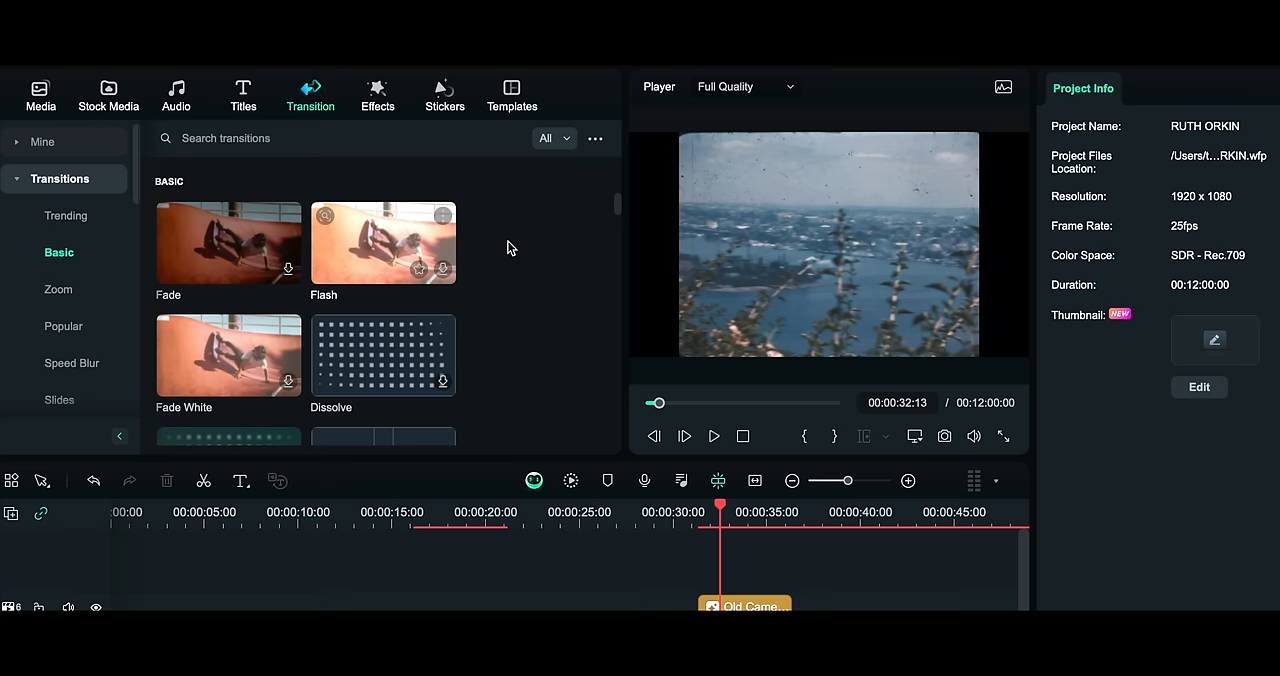 Media
Stock Media
Audio
Titles
Transition
Effects
Stickers
Templates
Mine
Transitions
Trending
Basic
Zoom
Popular
Speed Blur
Slides
Search transitions
All
BASIC
Fade
Flash
Fade White
Dissolve
Player
Full Quality
00:00:32:13 / 00:12:00:00
Project Info
Project Name: RUTH ORKIN
Project Files /Users/t...RKIN.wfp
Location:
Resolution: 1920 x 1080
Frame Rate: 25fps
Color Space: SDR - Rec.709
Duration: 00:12:00:00
Thumbnail: NEW
Edit
:00:00 00:00:05:00 00:00:10:00 00:00:15:00 00:00:20:00 00:00:25:00 00:00:30:00 00:00:35:00 00:00:40:00 00:00:45:00
6
Old Came...